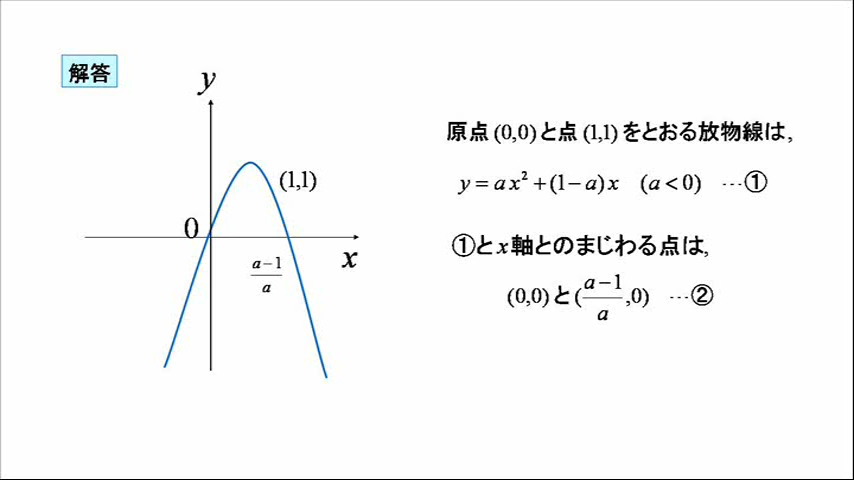 解答
y
(1,1)
0
x
a−1
a
原点(0,0)と点(1,1)をとおる放物線は,
y=ax²+(1−a)x (a<0) …①
①とx軸とのまじわる点は,
(0,0)と(a−1/a,0) …②